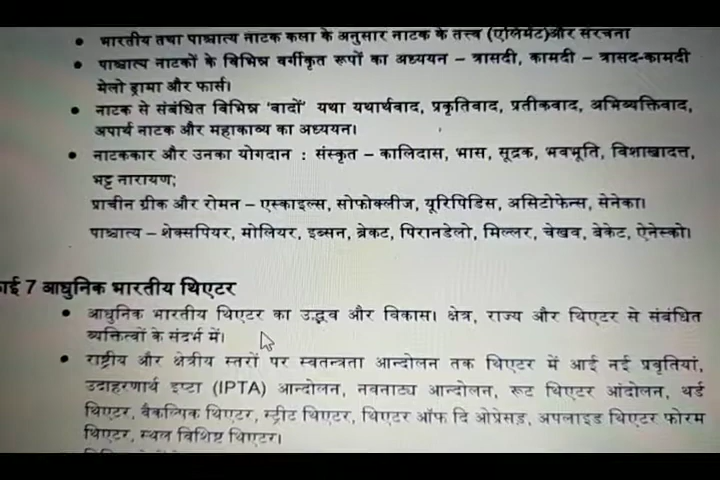 भारतीय तथा पाश्चात्य नाटक कला के अनुसार नाटक के तत्त्व (एलिमेंट)और संरचना
पाश्चात्य नाटकों के विभिन्न वर्गीकृत रूपों का अध्ययन – त्रासदी, कामदी – त्रासद-कामदी
मेलो ड्रामा और फार्स।
नाटक से संबंधित विभिन्न 'वादों' यथा यथार्थवाद, प्रकृतिवाद, प्रतीकवाद, अभिव्यक्तिवाद,
अपार्थ नाटक और महाकाव्य का अध्ययन।
नाटककार और उनका योगदान : संस्कृत – कालिदास, भास, सूद्रक, भवभूति, विशाखादत्त,
भट्ट नारायण;
प्राचीन ग्रीक और रोमन – एस्काइल्स, सोफोक्लीज, यूरिपिडिस, असिटोफेन्स, सेनेका।
पाश्चात्य – शेक्सपियर, मोलियर, इब्सन, ब्रेकट, पिरानडेलो, मिल्लर, चेखव, बेकेट, ऐनेस्को।
ाई 7 आधुनिक भारतीय थिएटर
आधुनिक भारतीय थिएटर का उद्भव और विकास। क्षेत्र, राज्य और थिएटर से संबंधित
व्यक्तित्वों के संदर्भ में।
राष्ट्रीय और क्षेत्रीय स्तरों पर स्वतन्त्रता आन्दोलन तक थिएटर में आई नई प्रवृतियां,
उदाहरणार्थ इप्टा (IPTA) आन्दोलन, नवनाट्य आन्दोलन, रूट थिएटर आंदोलन, थर्ड
थिएटर, वैकल्पिक थिएटर, स्ट्रीट थिएटर, थिएटर ऑफ दि ओप्रेसड़, अपलाइड थिएटर फोरम
थिएटर, स्थल विशिष्ट थिएटर।